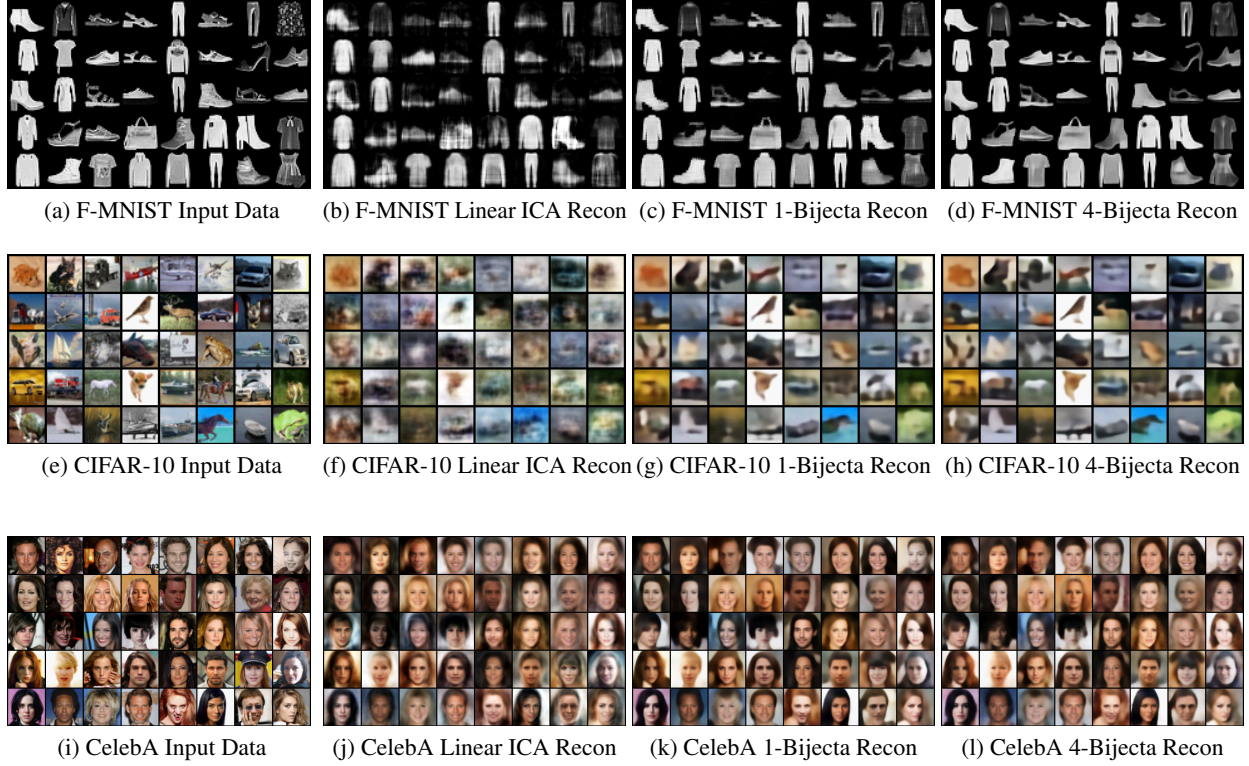 (a) F-MNIST Input Data
(b) F-MNIST Linear ICA Recon
(c) F-MNIST 1-Bijecta Recon
(d) F-MNIST 4-Bijecta Recon
(e) CIFAR-10 Input Data
(f) CIFAR-10 Linear ICA Recon
(g) CIFAR-10 1-Bijecta Recon
(h) CIFAR-10 4-Bijecta Recon
(i) CelebA Input Data
(j) CelebA Linear ICA Recon
(k) CelebA 1-Bijecta Recon
(l) CelebA 4-Bijecta Recon